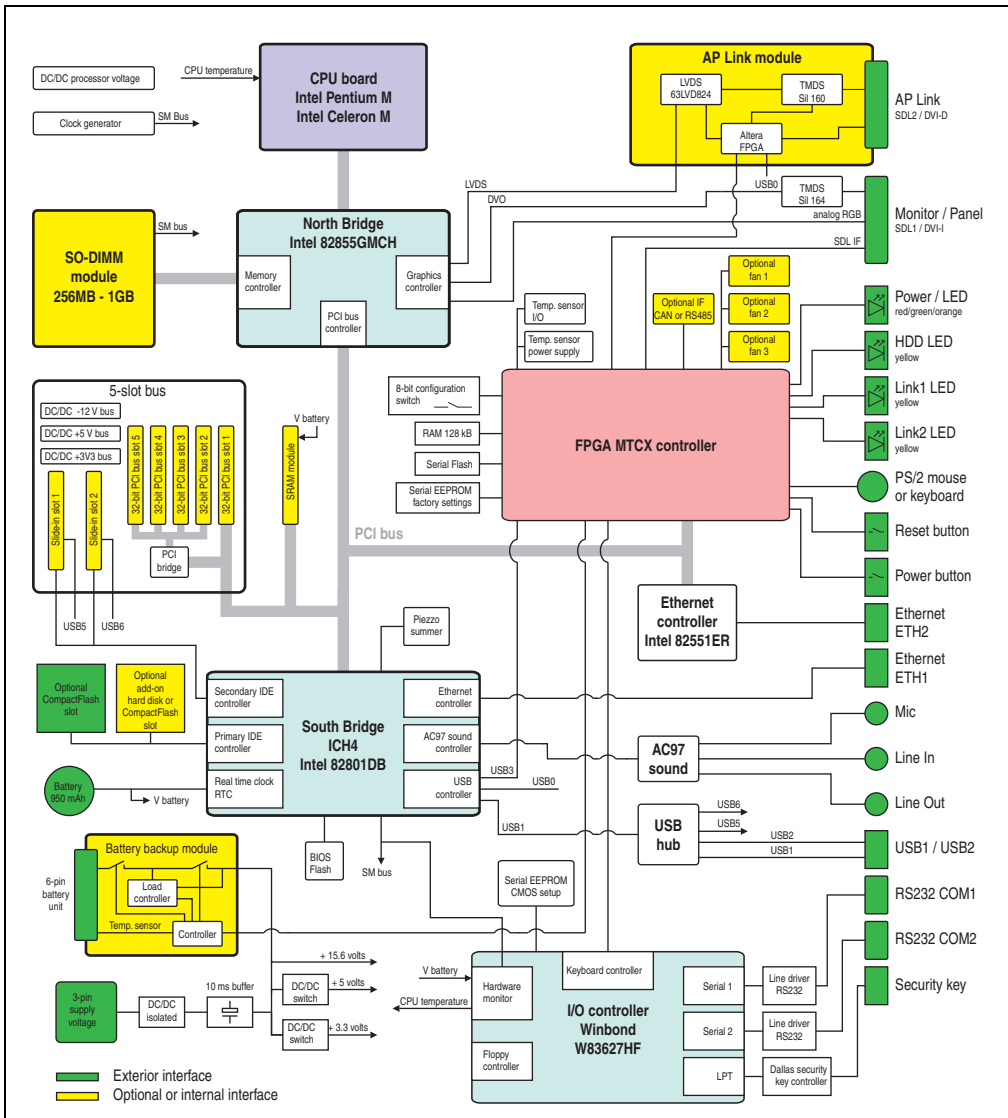 DC/DC processor voltage
CPU temperature
Clock generator
SM Bus
CPU board
Intel Pentium M
Intel Celeron M
AP Link module
LVDS
63LVD824
TMDS
Sil 160
Altera
FPGA
AP Link
SDL2 / DVI-D
LVDS
DVO
USB0
TMDS
Sil 164
analog RGB
SDL IF
Monitor / Panel
SDL1 / DVI-I
SO-DIMM
module
256MB - 1GB
SM bus
North Bridge
Intel 82855GMCH
Memory
controller
Graphics
controller
PCI bus
controller
Temp. sensor
I/O
Temp. sensor
power supply
Optional IF
CAN or RS485
Optional
fan 1
Optional
fan 2
Optional
fan 3
Power / LED
red/green/orange
HDD LED
yellow
Link1 LED
yellow
Link2 LED
yellow
5-slot bus
DC/DC -12 V bus
DC/DC +5 V bus
DC/DC +3V3 bus
Slide-in slot 1
Slide-in slot 2
32-bit PCI bus slot 5
32-bit PCI bus slot 4
32-bit PCI bus slot 3
32-bit PCI bus slot 2
32-bit PCI bus slot 1
PCI
bridge
USB5
USB6
V battery
SRAM module
8-bit configuration
switch
RAM 128 kB
Serial Flash
Serial EEPROM
factory settings
FPGA MTCX controller
PCI bus
PS/2 mouse
or keyboard
Reset button
Power button
Ethernet
controller
Intel 82551ER
Ethernet
ETH2
Ethernet
ETH1
Piezzo
summer
Optional
CompactFlash
slot
Optional
add-on
hard disk or
CompactFlash
slot
Secondary IDE
controller
Primary IDE
controller
Real time clock
RTC
South Bridge
ICH4
Intel 82801DB
Ethernet
controller
AC97 sound
controller
USB
controller
USB3
USB0
USB1
AC97
sound
Mic
Line In
Line Out
Battery
950 mAh
V battery
USB
hub
USB6
USB5
USB2
USB1
USB1 / USB2
BIOS
Flash
SM bus
Battery backup module
6-pin
battery
unit
Load
controller
Temp. sensor
Controller
Serial EEPROM
CMOS setup
RS232 COM1
RS232 COM2
Security key
3-pin
supply
voltage
DC/DC
isolated
10 ms buffer
+ 15.6 volts
DC/DC
switch
+ 5 volts
DC/DC
switch
+ 3.3 volts
V battery
CPU temperature
Hardware
monitor
Keyboard controller
I/O controller
Winbond
W83627HF
Floppy
controller
Serial 1
Serial 2
LPT
Line driver
RS232
Line driver
RS232
Dallas security
key controller
Exterior interface
Optional or internal interface